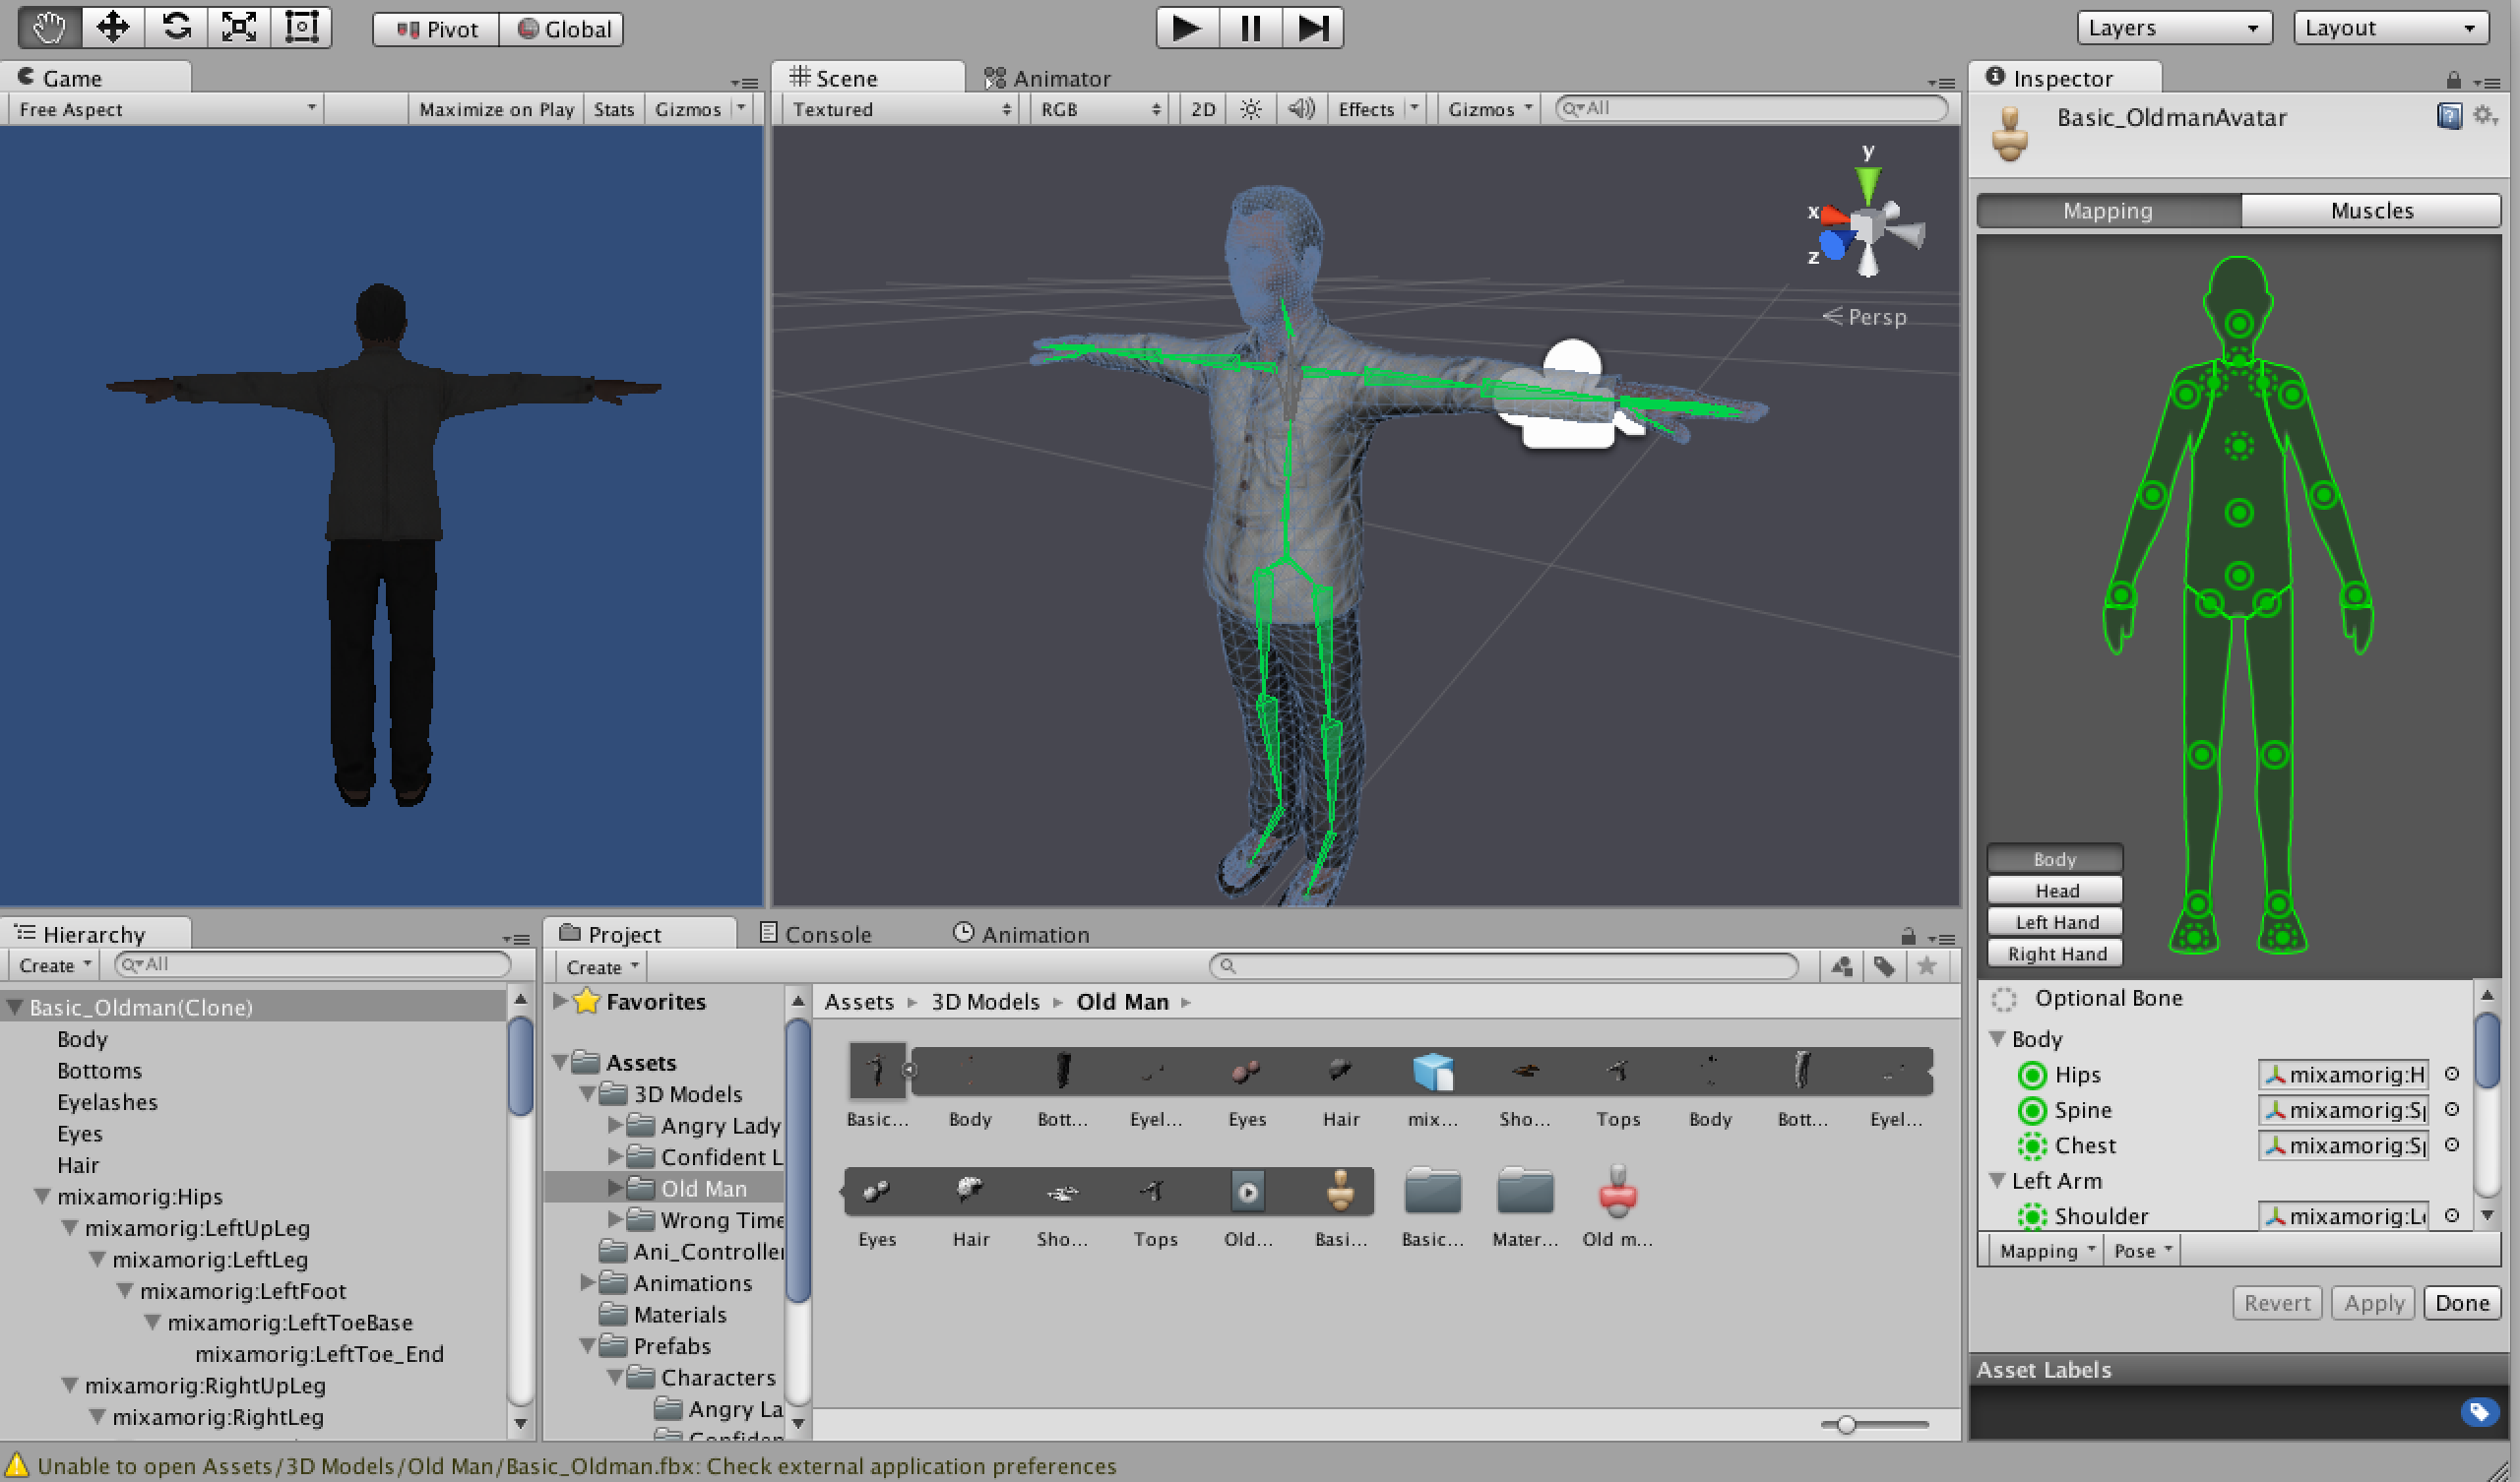 Pivot Global Layers Layout
Game
Free Aspect Maximize on Play Stats Gizmos
Scene Animator
Textured RGB 2D Effects Gizmos All
y
x
z
Persp
Inspector
Basic_OldmanAvatar
Mapping Muscles
Body
Head
Left Hand
Right Hand
Optional Bone
Body
Hips mixamorig:H
Spine mixamorig:Sp
Chest mixamorig:Sp
Left Arm
Shoulder mixamorig:Le
Mapping Pose
Revert Apply Done
Asset Labels
Hierarchy
Create All
Basic_Oldman(Clone)
Body
Bottoms
Eyelashes
Eyes
Hair
mixamorig:Hips
mixamorig:LeftUpLeg
mixamorig:LeftLeg
mixamorig:LeftFoot
mixamorig:LeftToeBase
mixamorig:LeftToe_End
mixamorig:RightUpLeg
mixamorig:RightLeg
Project Console Animation
Create
Favorites
Assets
3D Models
Angry Lady
Confident L
Old Man
Wrong Time
Ani_Controller
Animations
Materials
Prefabs
Characters
Angry La
Confiden
Assets 3D Models Old Man
Basic... Body Bott... Eyel... Eyes Hair mix... Sho... Tops Body Bott... Eyel...
Eyes Hair Sho... Tops Old... Basi... Basic... Mater... Old m...
Unable to open Assets/3D Models/Old Man/Basic_Oldman.fbx: Check external application preferences